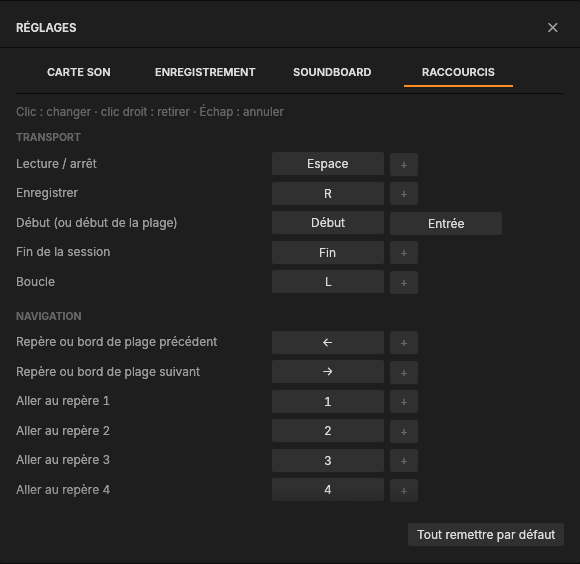 RÉGLAGES ×
CARTE SON ENREGISTREMENT SOUNDBOARD RACCOURCIS
Clic : changer · clic droit : retirer · Échap : annuler
TRANSPORT
Lecture / arrêt Espace +
Enregistrer R +
Début (ou début de la plage) Début Entrée
Fin de la session Fin +
Boucle L +
NAVIGATION
Repère ou bord de plage précédent ← +
Repère ou bord de plage suivant → +
Aller au repère 1 1 +
Aller au repère 2 2 +
Aller au repère 3 3 +
Aller au repère 4 4 +
Tout remettre par défaut